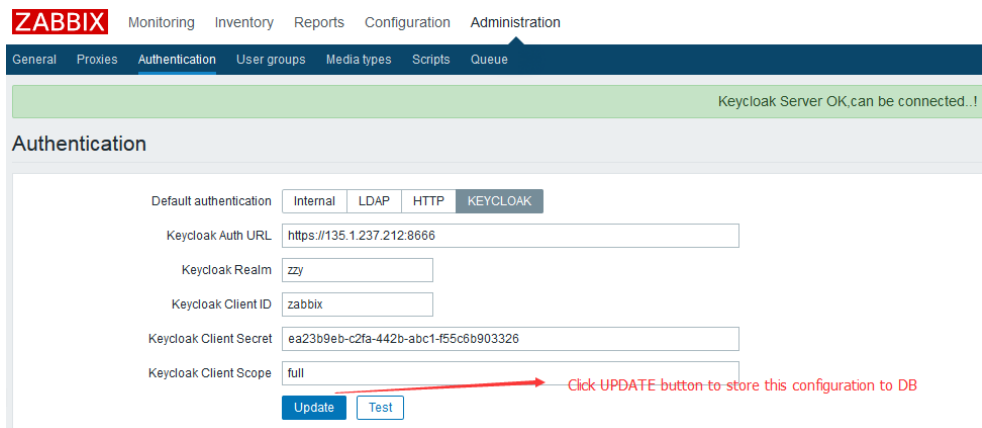 ZABBIX Monitoring Inventory Reports Configuration Administration
General Proxies Authentication User groups Media types Scripts Queue
Keycloak Server OK,can be connected..!
Authentication
Default authentication Internal LDAP HTTP KEYCLOAK
Keycloak Auth URL https://135.1.237.212:8666
Keycloak Realm zzy
Keycloak Client ID zabbix
Keycloak Client Secret ea23b9eb-c2fa-442b-abc1-f55c6b903326
Keycloak Client Scope full
Click UPDATE button to store this configuration to DB
Update Test